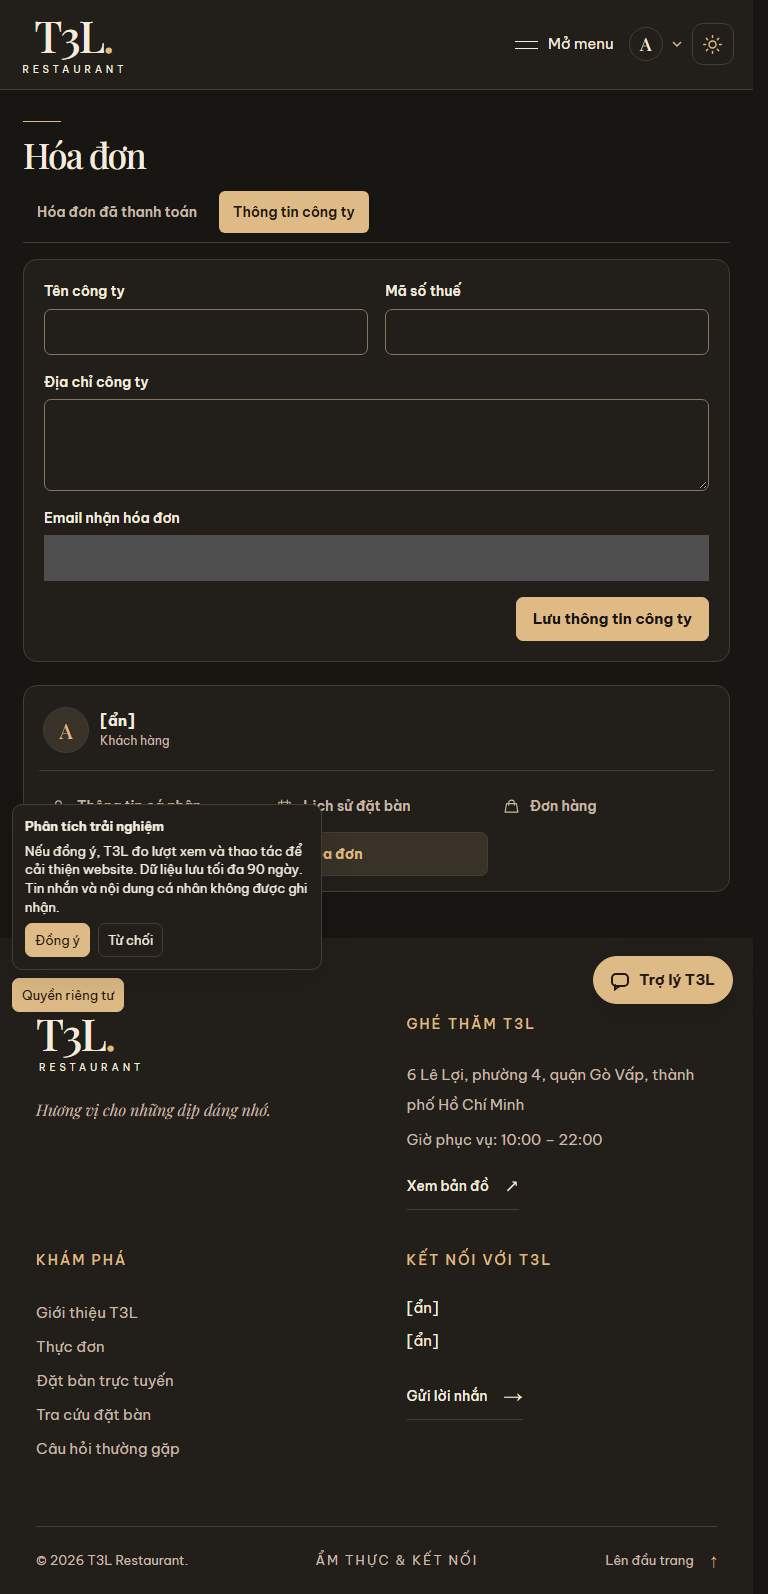 T3L.
RESTAURANT
Mở menu
A
Hóa đơn
Hóa đơn đã thanh toán
Thông tin công ty
Tên công ty
Mã số thuế
Địa chỉ công ty
Email nhận hóa đơn
Lưu thông tin công ty
A
[ẩn]
Khách hàng
Lịch sử đặt bàn
Đơn hàng
đơn
Phân tích trải nghiệm
Nếu đồng ý, T3L đo lượt xem và thao tác để
cải thiện website. Dữ liệu lưu tối đa 90 ngày.
Tin nhắn và nội dung cá nhân không được ghi
nhận.
Đồng ý
Từ chối
Quyền riêng tư
Trợ lý T3L
T3L.
RESTAURANT
Hương vị cho những dịp đáng nhớ.
GHÉ THĂM T3L
6 Lê Lợi, phường 4, quận Gò Vấp, thành
phố Hồ Chí Minh
Giờ phục vụ: 10:00 – 22:00
Xem bản đồ ↗
KHÁM PHÁ
Giới thiệu T3L
Thực đơn
Đặt bàn trực tuyến
Tra cứu đặt bàn
Câu hỏi thường gặp
KẾT NỐI VỚI T3L
[ẩn]
[ẩn]
Gửi lời nhắn →
© 2026 T3L Restaurant.
ẨM THỰC & KẾT NỐI
Lên đầu trang ↑